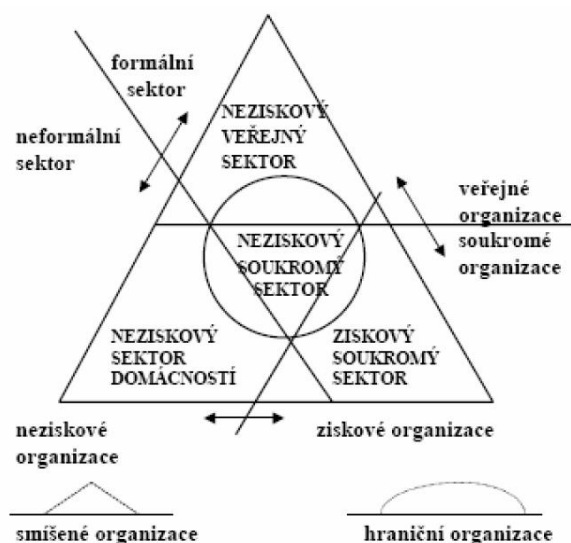 formální
sektor
neformální
sektor
NEZISKOVÝ
VEŘEJNÝ
SEKTOR
veřejné
organizace
soukromé
organizace
NEZISKOVÝ
SOUKROMÝ
SEKTOR
NEZISKOVÝ
SEKTOR
DOMÁCNOSTÍ
ZISKOVÝ
SOUKROMÝ
SEKTOR
neziskové
organizace
ziskové organizace
smíšené organizace
hraniční organizace